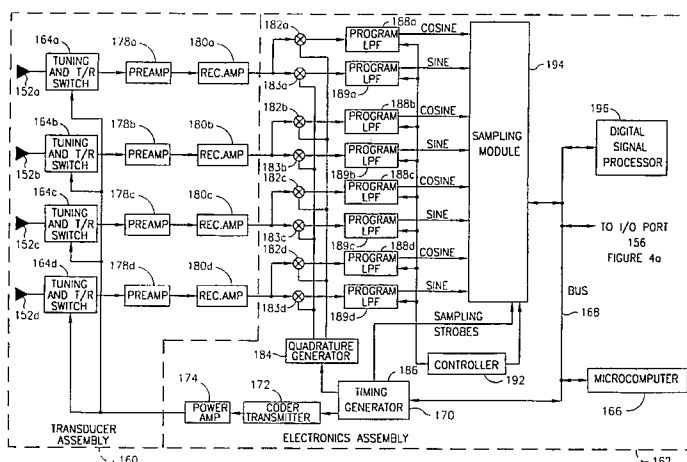 164a
TUNING
AND T/R
SWITCH
152a
178a
PREAMP
180a
REC.AMP
182a
183a
188a
PROGRAM
LPF
COSINE
PROGRAM
LPF
SINE
189a
164b
TUNING
AND T/R
SWITCH
152b
178b
PREAMP
180b
REC.AMP
182b
183b
188b
PROGRAM
LPF
COSINE
PROGRAM
LPF
SINE
189b
164c
TUNING
AND T/R
SWITCH
152c
178c
PREAMP
180c
REC.AMP
182c
183c
188c
PROGRAM
LPF
COSINE
PROGRAM
LPF
SINE
189c
164d
TUNING
AND T/R
SWITCH
152d
178d
PREAMP
180d
REC.AMP
182d
183d
188d
PROGRAM
LPF
COSINE
PROGRAM
LPF
SINE
189d
SAMPLING
MODULE
194
196
DIGITAL
SIGNAL
PROCESSOR
TO I/O PORT
156
FIGURE 4a
BUS
168
SAMPLING
STROBES
QUADRATURE
GENERATOR
184
186
CONTROLLER
192
MICROCOMPUTER
166
174
POWER
AMP
172
CODER
TRANSMITTER
TIMING
GENERATOR
170
TRANSDUCER
ASSEMBLY
160
ELECTRONICS ASSEMBLY
162